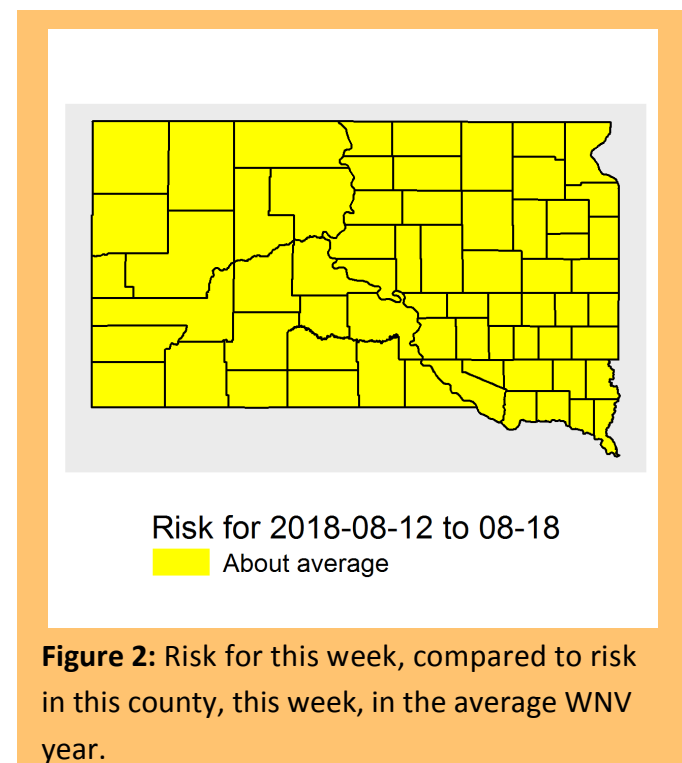 Risk for 2018-08-12 to 08-18
About average
Figure 2: Risk for this week, compared to risk
in this county, this week, in the average WNV
year.